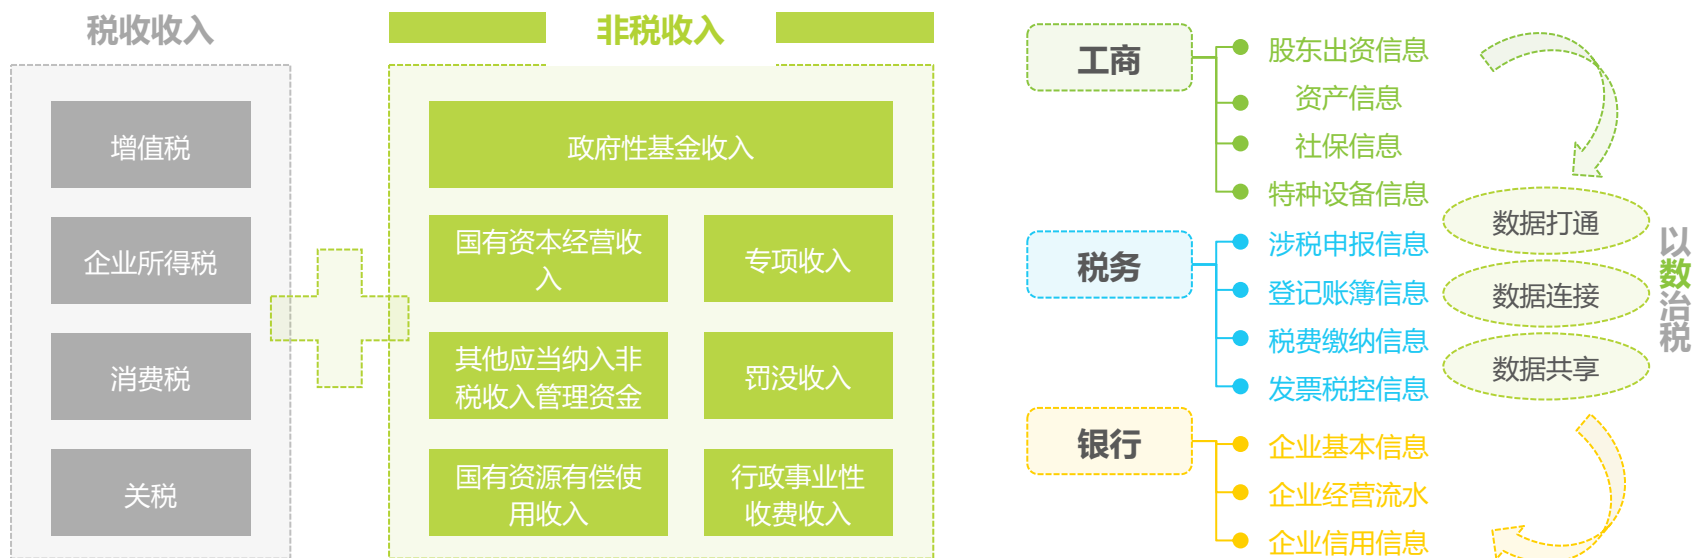 税收收入
增值税
企业所得税
消费税
关税
非税收入
政府性基金收入
国有资本经营收
入
专项收入
其他应当纳入非
税收入管理资金
罚没收入
国有资源有偿使
用收入
行政事业性
收费收入
工商
股东出资信息
资产信息
社保信息
特种设备信息
税务
涉税申报信息
登记账簿信息
税费缴纳信息
发票税控信息
银行
企业基本信息
企业经营流水
企业信用信息
数据打通
数据连接
数据共享
以数治税